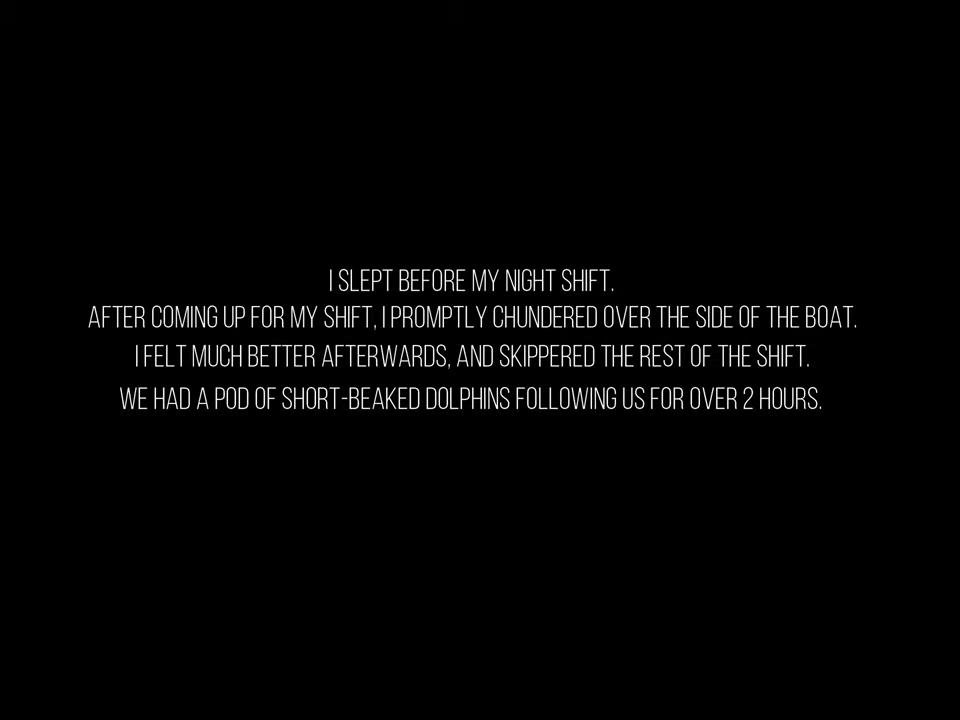 I SLEPT BEFORE MY NIGHT SHIFT.
AFTER COMING UP FOR MY SHIFT, I PROMPTLY CHUNDERED OVER THE SIDE OF THE BOAT.
I FELT MUCH BETTER AFTERWARDS, AND SKIPPERED THE REST OF THE SHIFT.
WE HAD A POD OF SHORT-BEAKED DOLPHINS FOLLOWING US FOR OVER 2 HOURS.